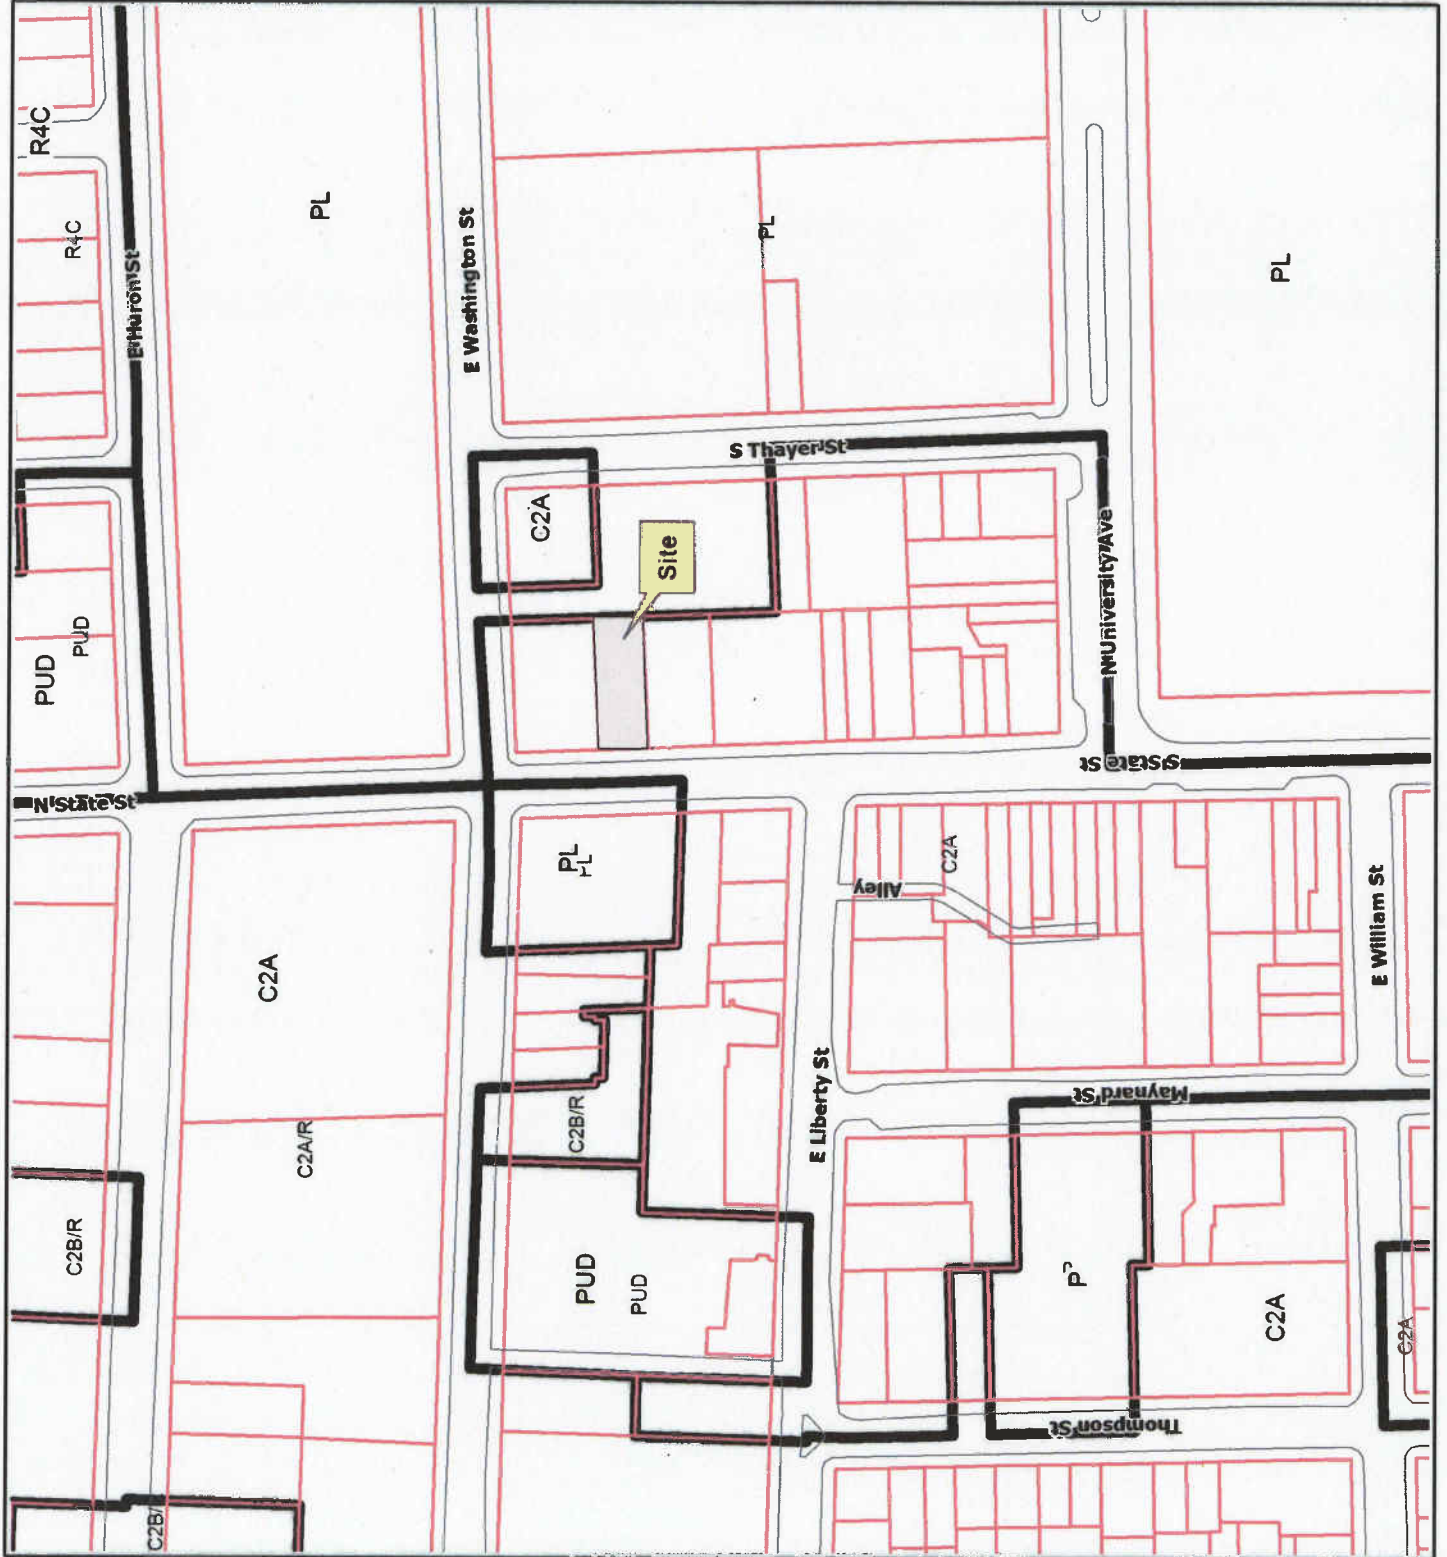 R4C
R4C
PL
E Huron St
E Washington St
PL
PL
S Thayer St
C2A
Site
N University Ave
PUD
PUD
N State St
S State St
PL
C2A
Alley
C2A
E William St
E Liberty St
Maynard St
C2B/R
C2A/R
C2B/R
PUD
PUD
P
C2A
C2A
Thompson St
C2B/